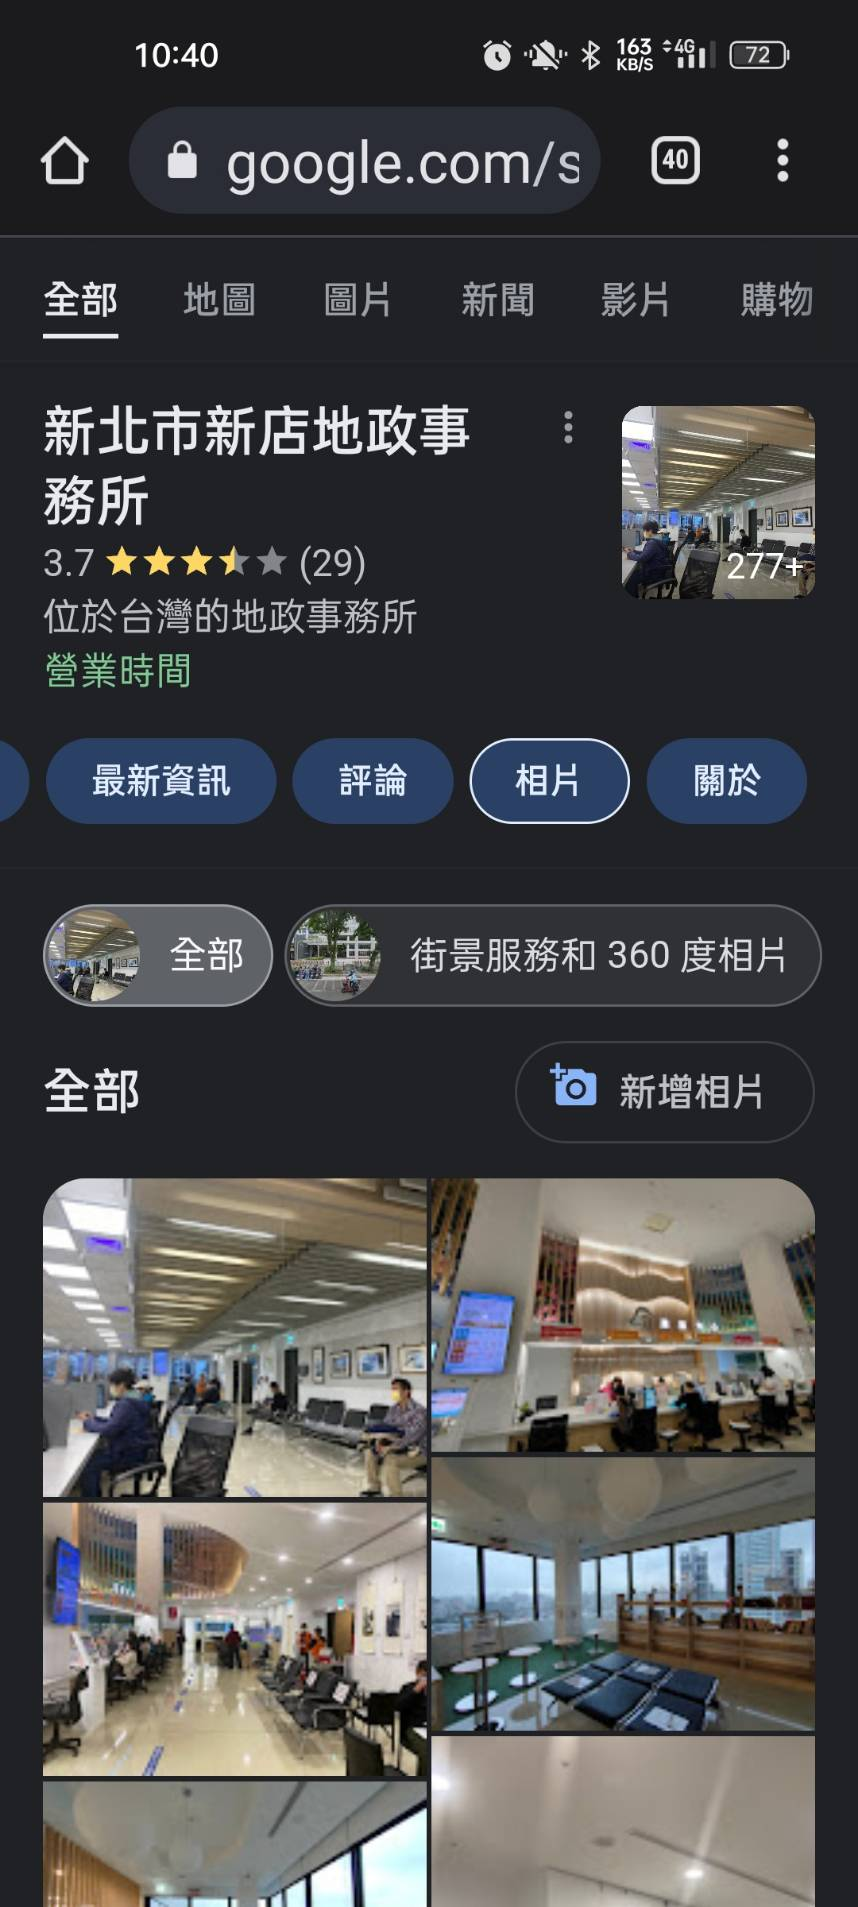 10:40
163 KB/S
4G
72
google.com/s
40
全部 地圖 圖片 新聞 影片 購物
新北市新店地政事
務所
277+
3.7 (29)
位於台灣的地政事務所
營業時間
最新資訊 評論 相片 關於
全部 街景服務和 360 度相片
全部 新增相片